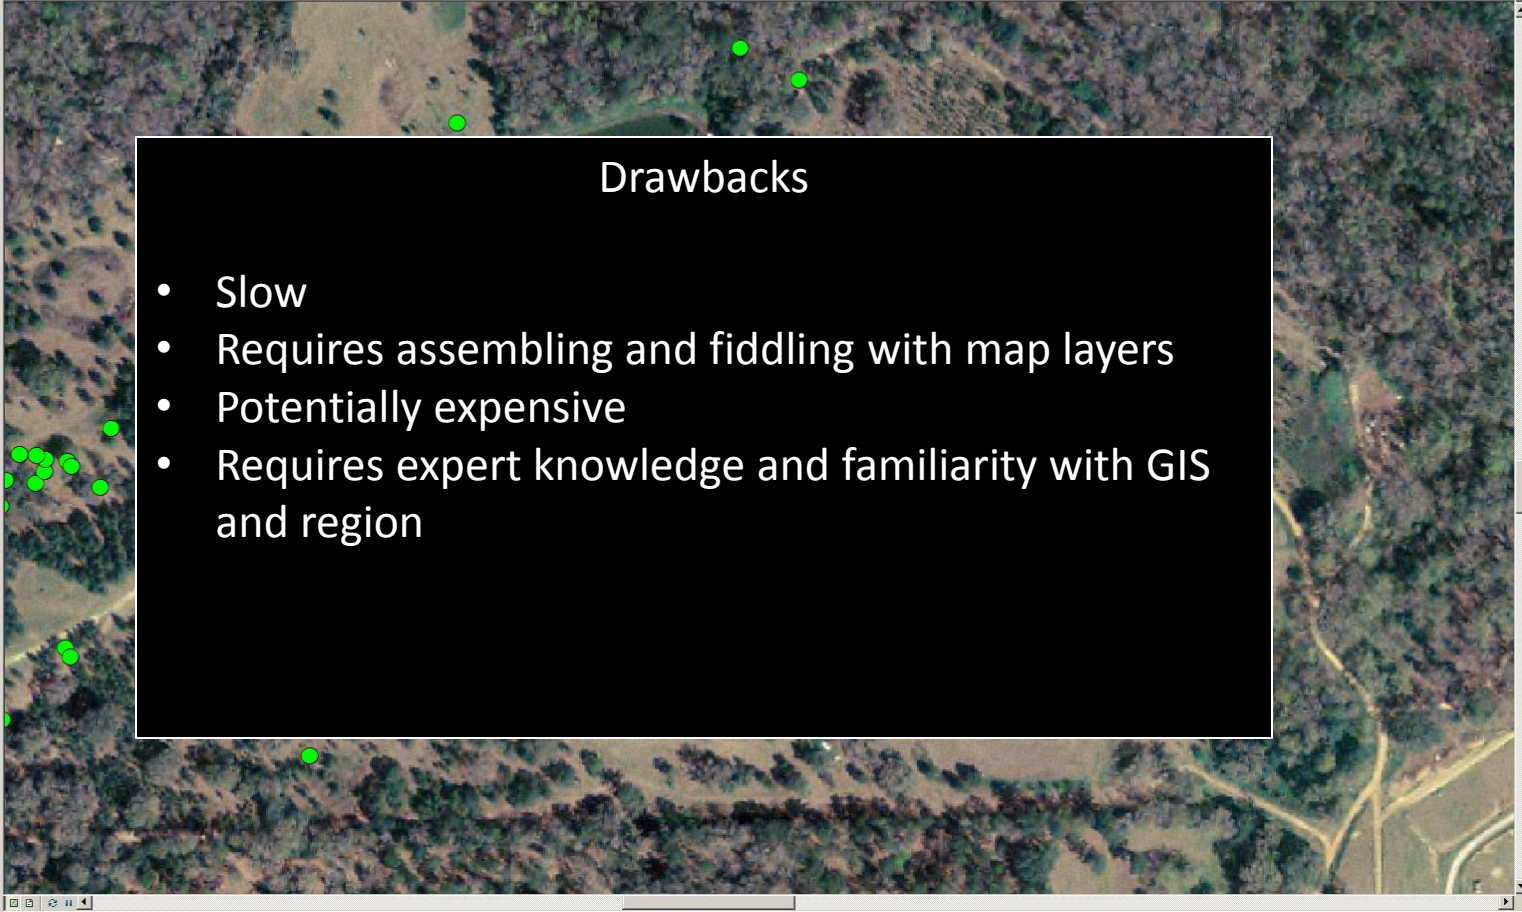 Drawbacks
• Slow
• Requires assembling and fiddling with map layers
• Potentially expensive
• Requires expert knowledge and familiarity with GIS
and region